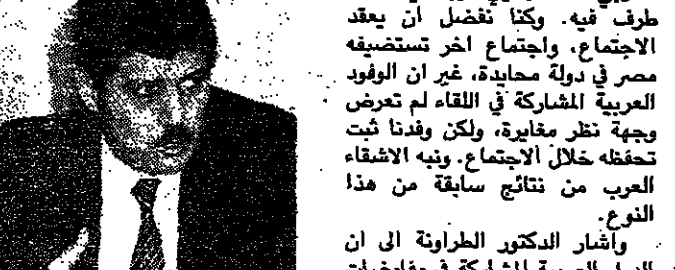 طرف فيه. وكنا نفضل ان يعقد
الاجتماع، واجتماع اخر تستضيفه
مصر في دولة محايدة، غير ان الوفود
العربية المشاركة في اللقاء لم تعرض
وجهة نظر مغايرة، ولكن وفدنا ثبت
تحفظه خلال الاجتماع. ونبه الاشقاء
العرب من نتائج سابقة من هذا
النوع.
واشار الدكتور الطراونة الى ان